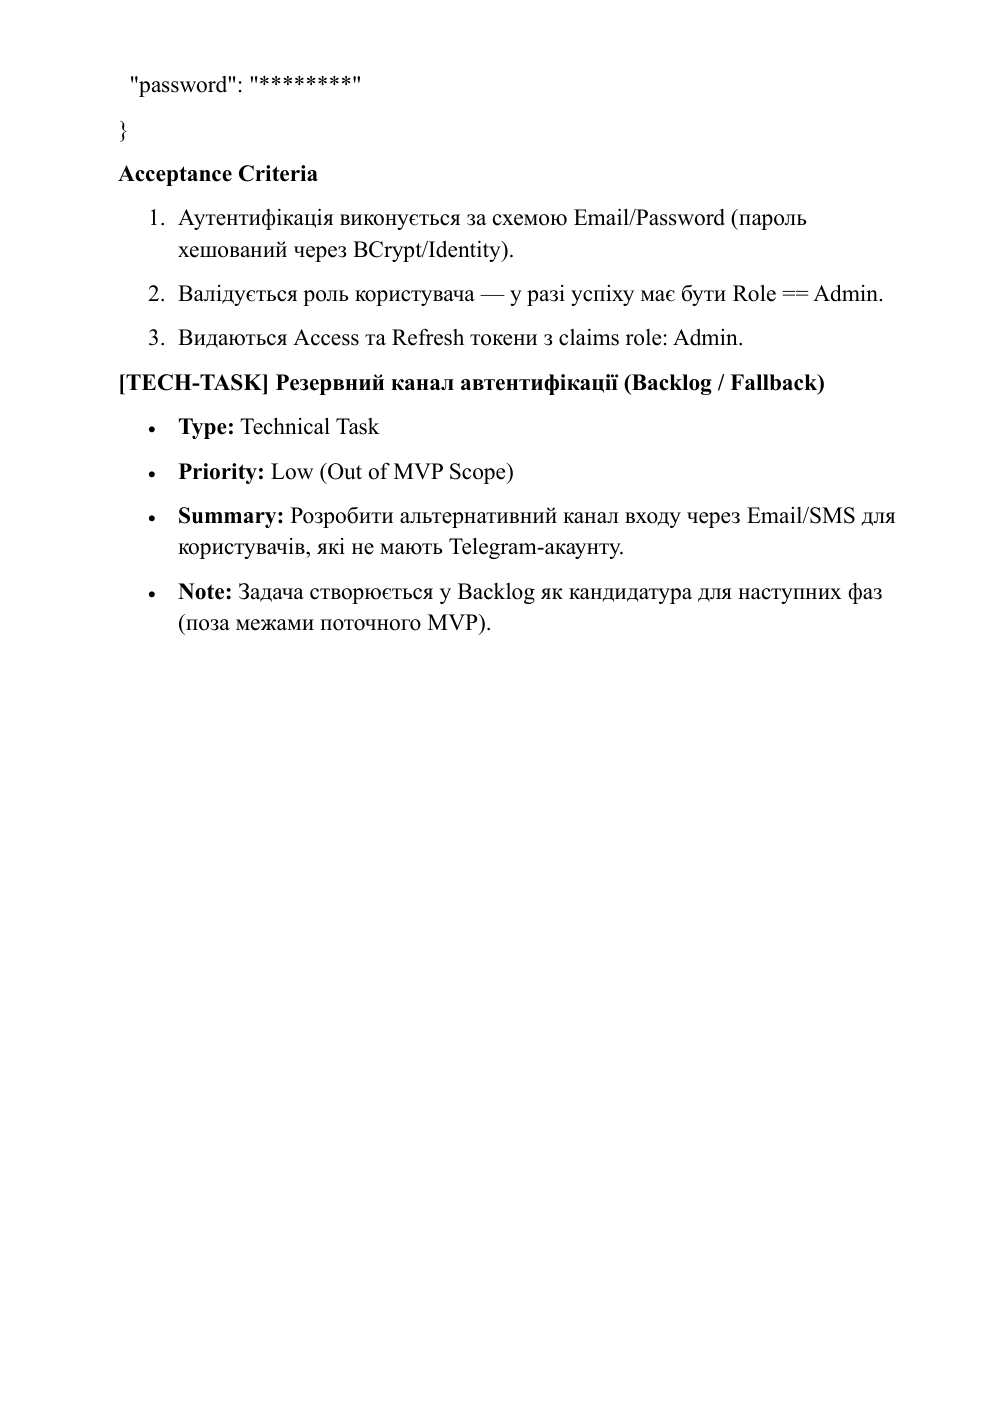 "password": "********"
}
Acceptance Criteria
1. Аутентифікація виконується за схемою Email/Password (пароль
хешований через BCrypt/Identity).
2. Валідується роль користувача — у разі успіху має бути Role == Admin.
3. Видаються Access та Refresh токени з claims role: Admin.
[TECH-TASK] Резервний канал автентифікації (Backlog / Fallback)
• Type: Technical Task
• Priority: Low (Out of MVP Scope)
• Summary: Розробити альтернативний канал входу через Email/SMS для
користувачів, які не мають Telegram-акаунту.
• Note: Задача створюється у Backlog як кандидатура для наступних фаз
(поза межами поточного MVP).